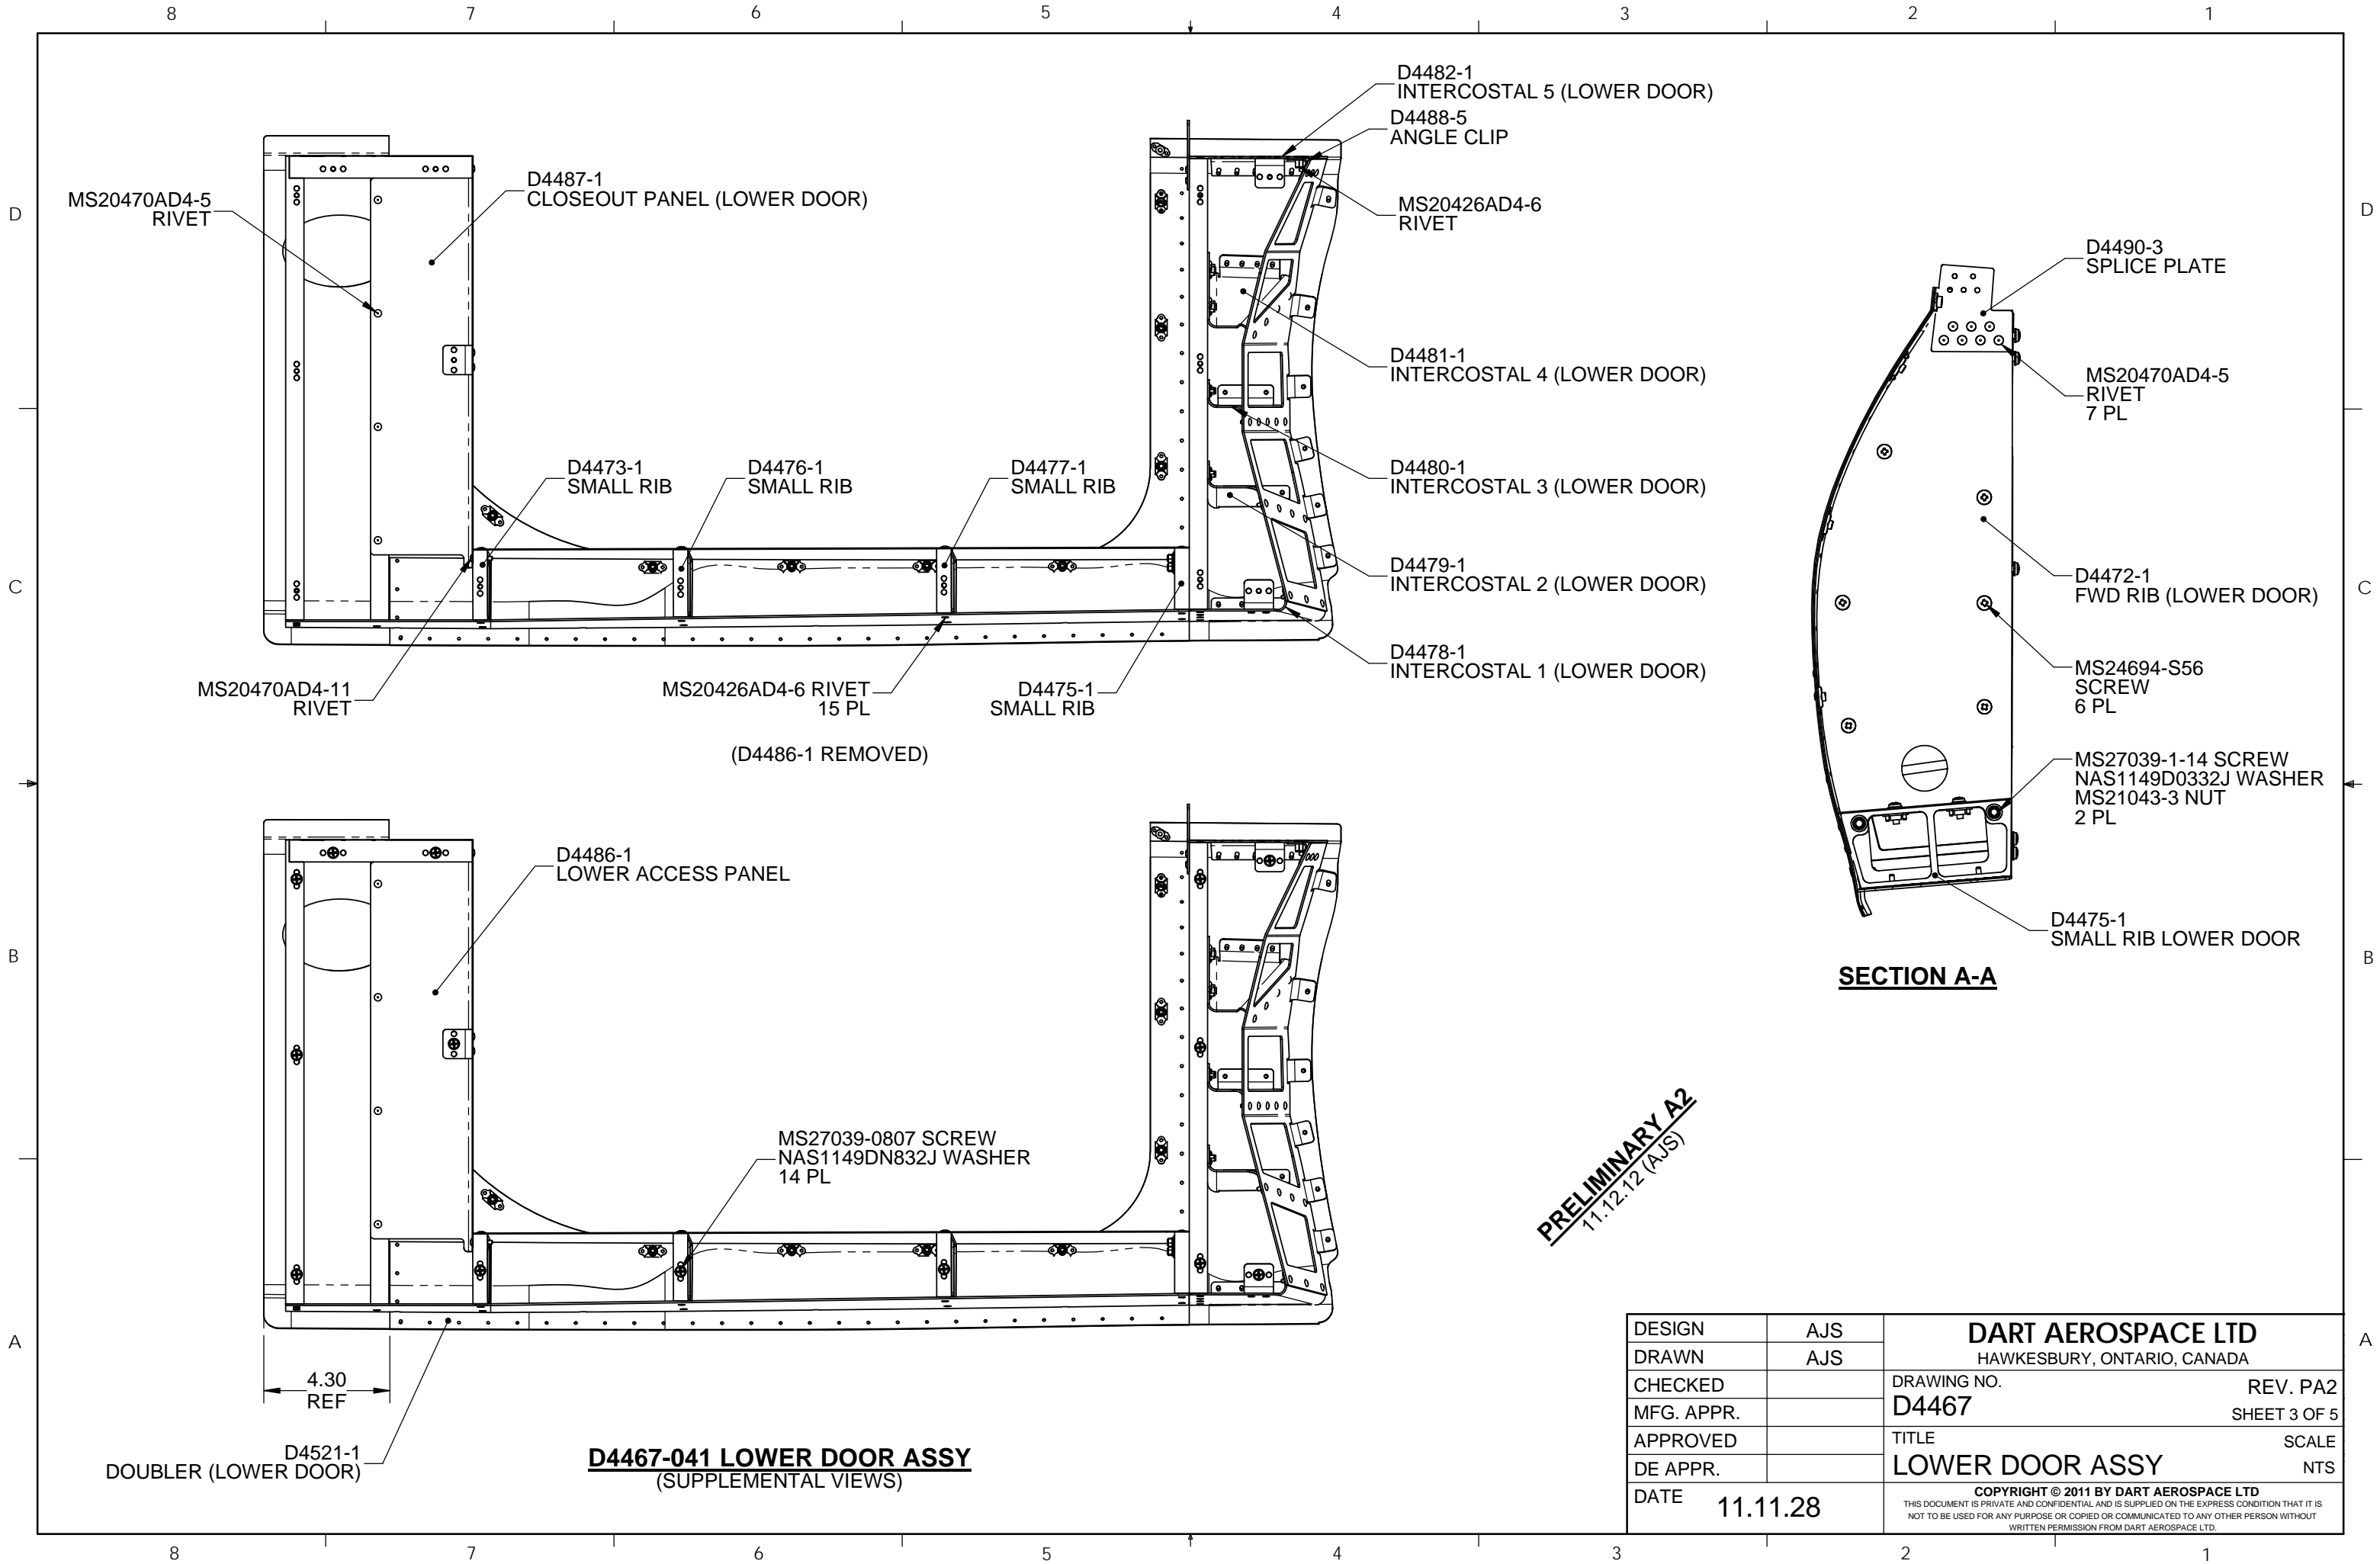 8 7 6 5 4 3 2 1
D4482-1
INTERCOSTAL 5 (LOWER DOOR)
D4488-5
ANGLE CLIP
D4487-1
CLOSEOUT PANEL (LOWER DOOR)
MS20470AD4-5
RIVET
D
D
MS20426AD4-6
RIVET
D4490-3
SPLICE PLATE
D4481-1
INTERCOSTAL 4 (LOWER DOOR)
MS20470AD4-5
RIVET
7 PL
D4473-1
SMALL RIB
D4476-1
SMALL RIB
D4477-1
SMALL RIB
D4480-1
INTERCOSTAL 3 (LOWER DOOR)
D4479-1
INTERCOSTAL 2 (LOWER DOOR)
D4472-1
FWD RIB (LOWER DOOR)
C
C
D4478-1
INTERCOSTAL 1 (LOWER DOOR)
MS20470AD4-11
RIVET
MS20426AD4-6 RIVET
15 PL
D4475-1
SMALL RIB
MS24694-S56
SCREW
6 PL
(D4486-1 REMOVED)
MS27039-1-14 SCREW
NAS1149D0332J WASHER
MS21043-3 NUT
2 PL
D4486-1
LOWER ACCESS PANEL
D4475-1
SMALL RIB LOWER DOOR
B
B
SECTION A-A
MS27039-0807 SCREW
NAS1149DN832J WASHER
14 PL
PRELIMINARY A2
11.12.12 (AJS)
A
A
4.30
REF
D4521-1
DOUBLER (LOWER DOOR)
D4467-041 LOWER DOOR ASSY
(SUPPLEMENTAL VIEWS)
DESIGN AJS
DRAWN AJS
CHECKED
MFG. APPR.
APPROVED
DE APPR.
DATE 11.11.28
DART AEROSPACE LTD
HAWKESBURY, ONTARIO, CANADA
DRAWING NO. REV. PA2
D4467 SHEET 3 OF 5
TITLE SCALE
LOWER DOOR ASSY NTS
COPYRIGHT © 2011 BY DART AEROSPACE LTD
THIS DOCUMENT IS PRIVATE AND CONFIDENTIAL AND IS SUPPLIED ON THE EXPRESS CONDITION THAT IT IS
NOT TO BE USED FOR ANY PURPOSE OR COPIED OR COMMUNICATED TO ANY OTHER PERSON WITHOUT
WRITTEN PERMISSION FROM DART AEROSPACE LTD.
8 7 6 5 4 3 2 1